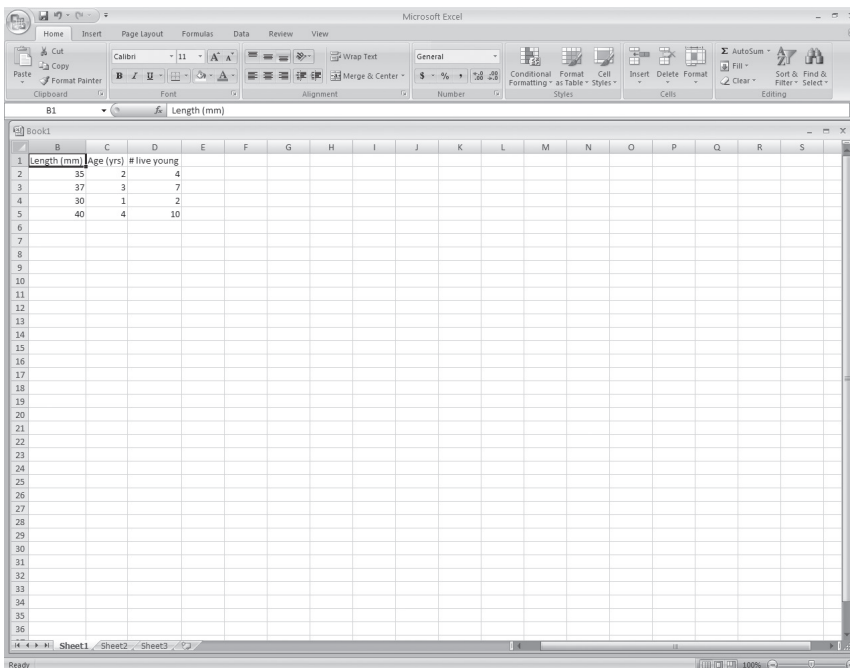 Microsoft Excel
Home Insert Page Layout Formulas Data Review View
Cut
Copy
Format Painter
Paste
Clipboard
Calibri 11 A A
B I U A
Font
Wrap Text
Merge & Center
Alignment
General
$ % , .0 .00 .00 .0
Number
Conditional Formatting Format as Table Cell Styles
Styles
Insert Delete Format
Cells
Σ AutoSum
Fill
Clear
Sort & Filter Find & Select
Editing
B1 fx Length (mm)
Book1
B C D E F G H I J K L M N O P Q R S
1 Length (mm) Age (yrs) # live young
2 35 2 4
3 37 3 7
4 30 1 2
5 40 4 10
6
7
8
9
10
11
12
13
14
15
16
17
18
19
20
21
22
23
24
25
26
27
28
29
30
31
32
33
34
35
36
Sheet1 Sheet2 Sheet3
Ready 100%